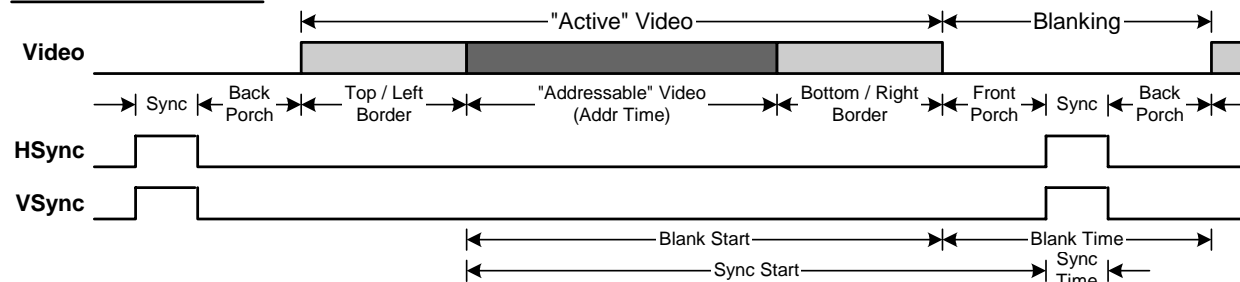 "Active" Video Blanking
Video
Sync Back Porch Top / Left Border "Addressable" Video (Addr Time) Bottom / Right Border Front Porch Sync Back Porch
HSync
VSync
Blank Start Blank Time
Sync Start Sync Time